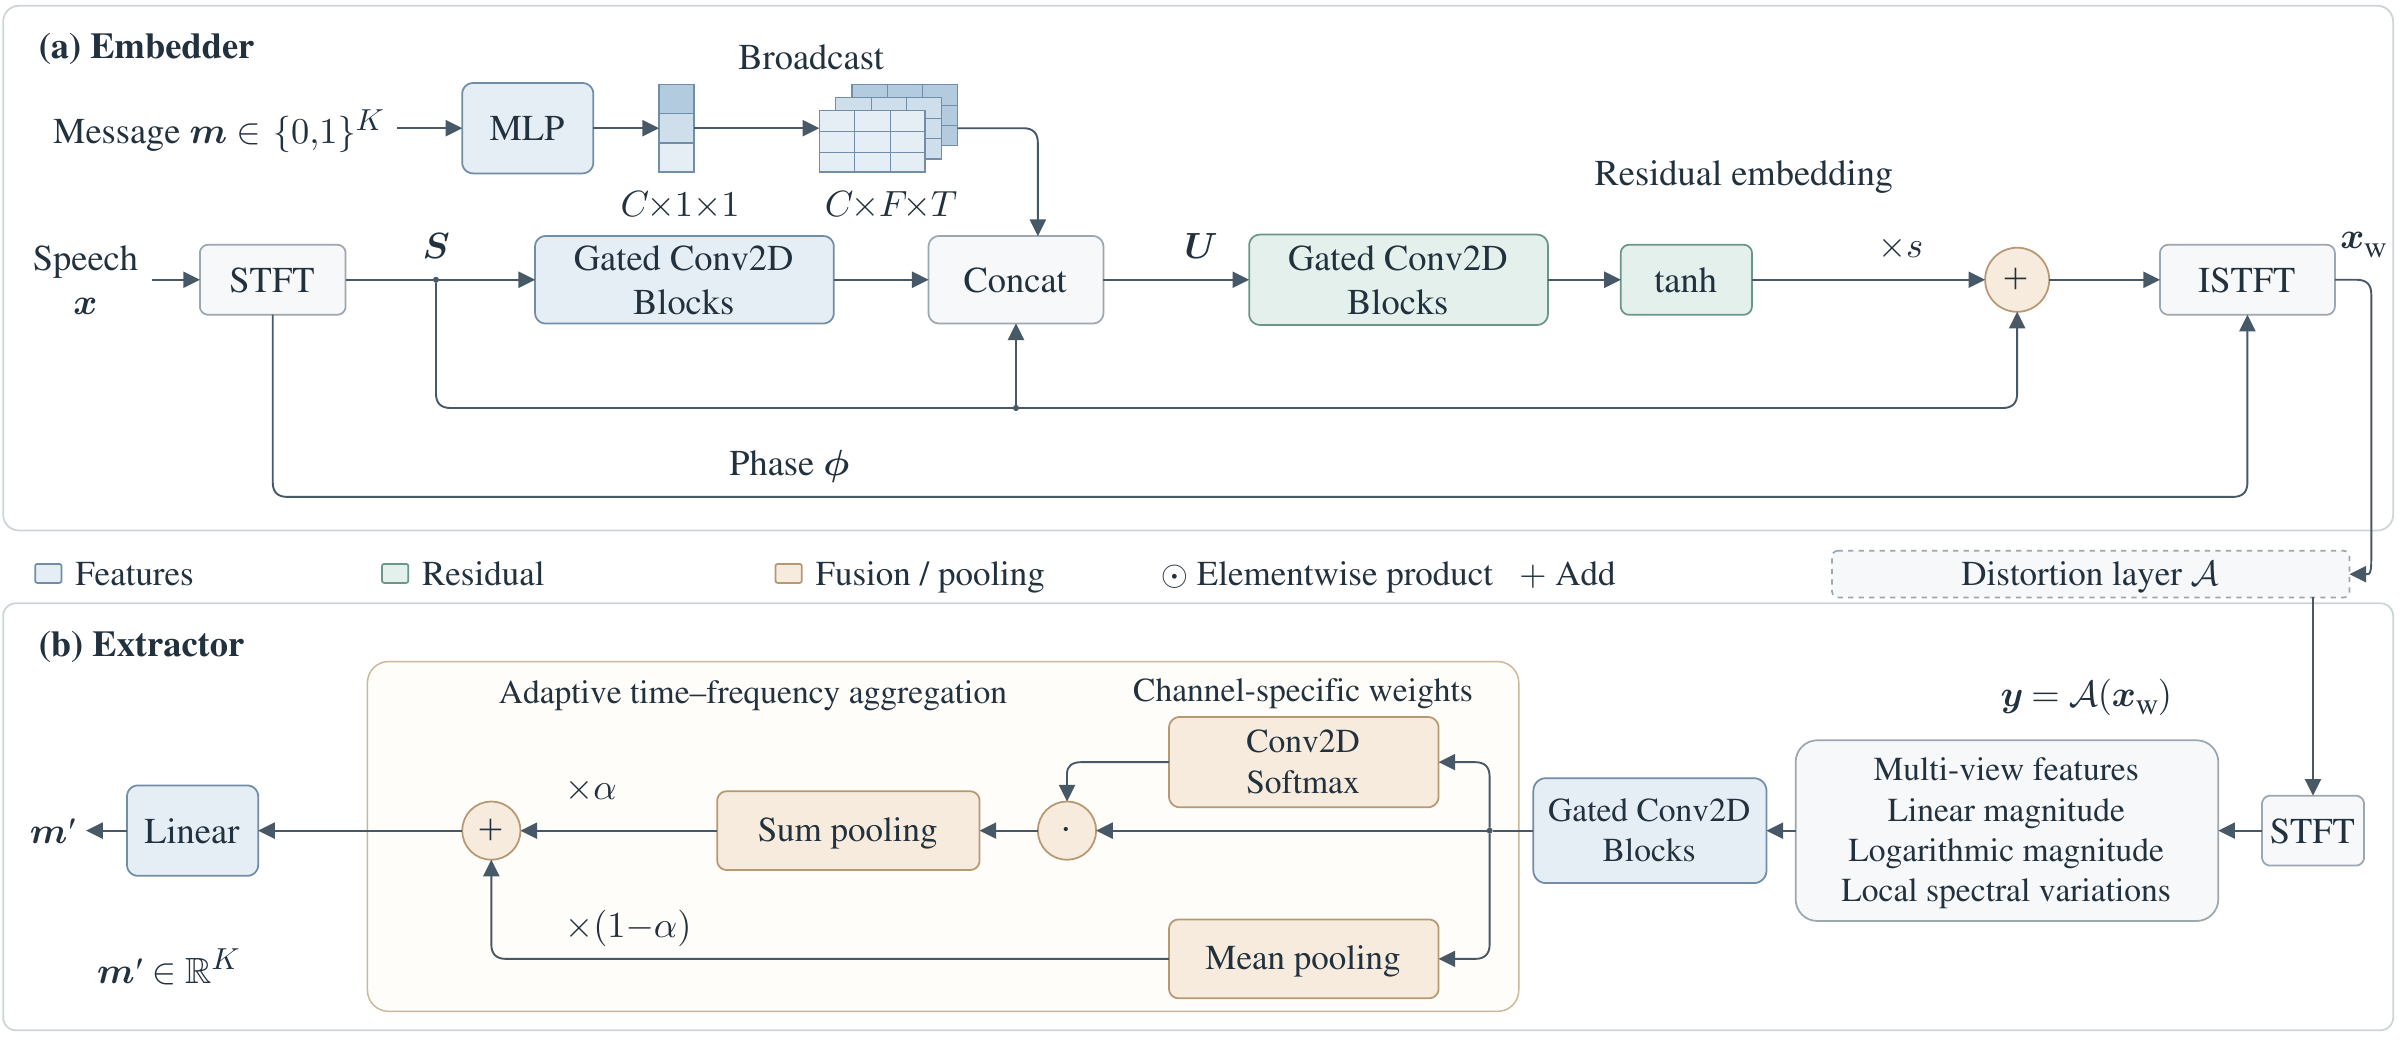 (a) Embedder
Broadcast
Message m ∈ {0,1}^K
MLP
C×1×1
C×F×T
Residual embedding
Speech
x
STFT
S
Gated Conv2D
Blocks
Concat
U
Gated Conv2D
Blocks
tanh
×s
+
ISTFT
x_w
Phase ϕ
Features
Residual
Fusion / pooling
⊙ Elementwise product
+ Add
Distortion layer 𝒜
(b) Extractor
Adaptive time–frequency aggregation
Channel-specific weights
Conv2D
Softmax
y = 𝒜(x_w)
Multi-view features
Linear magnitude
Logarithmic magnitude
Local spectral variations
STFT
Gated Conv2D
Blocks
·
Sum pooling
×α
+
Linear
m′
×(1−α)
Mean pooling
m′ ∈ ℝ^K